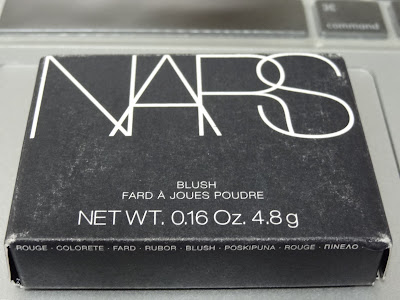 ⌘
command
NARS
BLUSH
FARD À JOUES POUDRE
NET WT. 0.16 Oz. 4.8 g
ROUGE · COLORETE · FARD · RUBOR · BLUSH · POSKIPUNA · ROUGE · ΠΙΝΕΛΟ ·